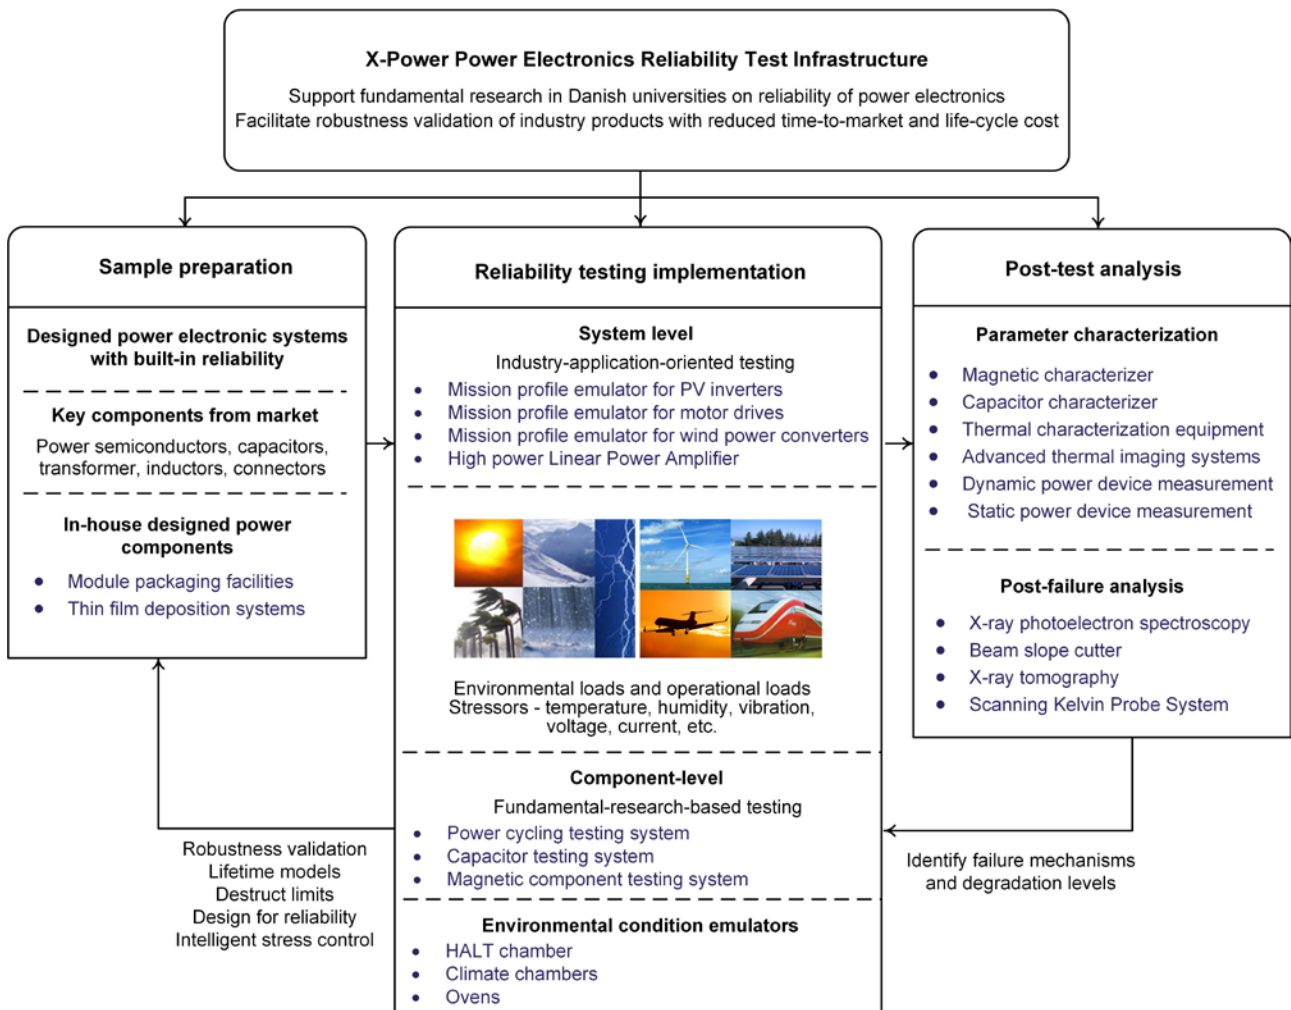 X-Power Power Electronics Reliability Test Infrastructure
Support fundamental research in Danish universities on reliability of power electronics
Facilitate robustness validation of industry products with reduced time-to-market and life-cycle cost
Sample preparation
Designed power electronic systems
with built-in reliability
Key components from market
Power semiconductors, capacitors,
transformer, inductors, connectors
In-house designed power
components
• Module packaging facilities
• Thin film deposition systems
Robustness validation
Lifetime models
Destruct limits
Design for reliability
Intelligent stress control
Reliability testing implementation
System level
Industry-application-oriented testing
• Mission profile emulator for PV inverters
• Mission profile emulator for motor drives
• Mission profile emulator for wind power converters
• High power Linear Power Amplifier
Environmental loads and operational loads
Stressors - temperature, humidity, vibration,
voltage, current, etc.
Component-level
Fundamental-research-based testing
• Power cycling testing system
• Capacitor testing system
• Magnetic component testing system
Environmental condition emulators
• HALT chamber
• Climate chambers
• Ovens
Post-test analysis
Parameter characterization
• Magnetic characterizer
• Capacitor characterizer
• Thermal characterization equipment
• Advanced thermal imaging systems
• Dynamic power device measurement
• Static power device measurement
Post-failure analysis
• X-ray photoelectron spectroscopy
• Beam slope cutter
• X-ray tomography
• Scanning Kelvin Probe System
Identify failure mechanisms
and degradation levels